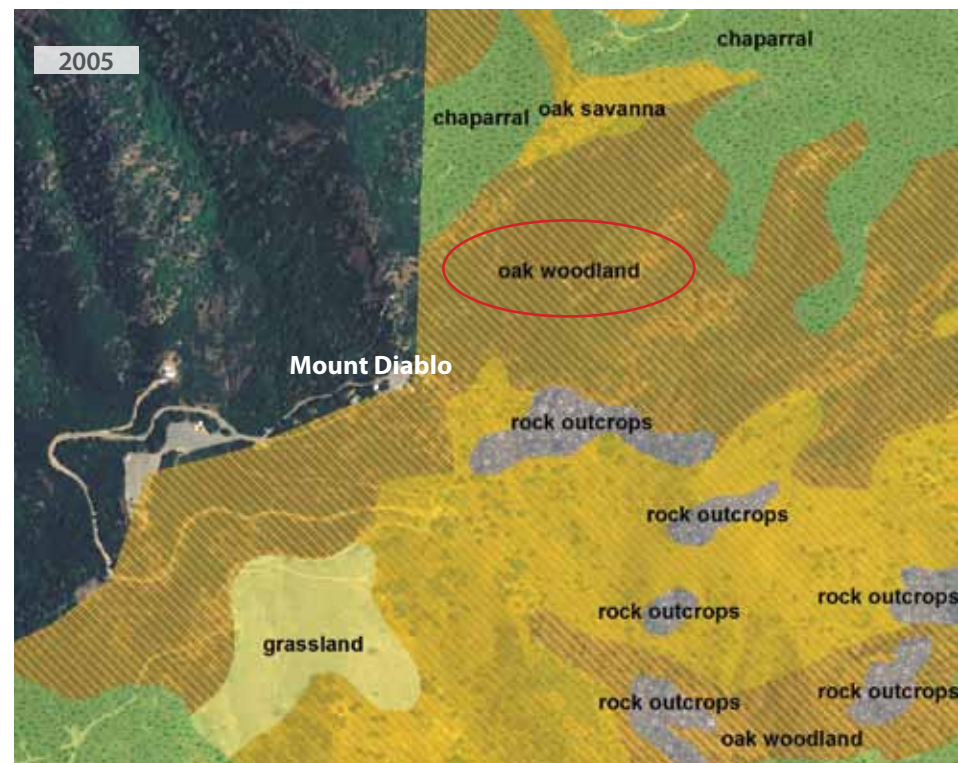 2005
chaparral
chaparral
oak savanna
oak woodland
Mount Diablo
rock outcrops
rock outcrops
rock outcrops
rock outcrops
grassland
rock outcrops
rock outcrops
oak woodland